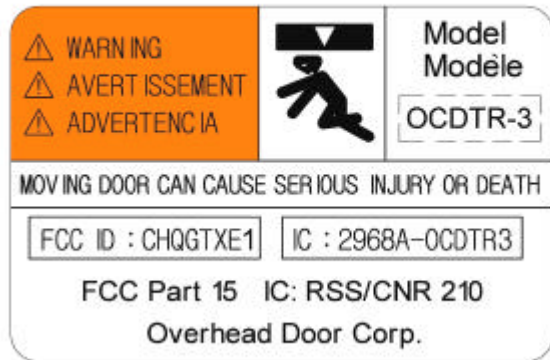 ⚠ WARNING
⚠ AVERTISSEMENT
⚠ ADVERTENCIA
Model
Modèle
OCDTR-3
MOVING DOOR CAN CAUSE SERIOUS INJURY OR DEATH
FCC ID : CHQGTXE1 IC : 2968A-OCDTR3
FCC Part 15 IC: RSS/CNR 210
Overhead Door Corp.